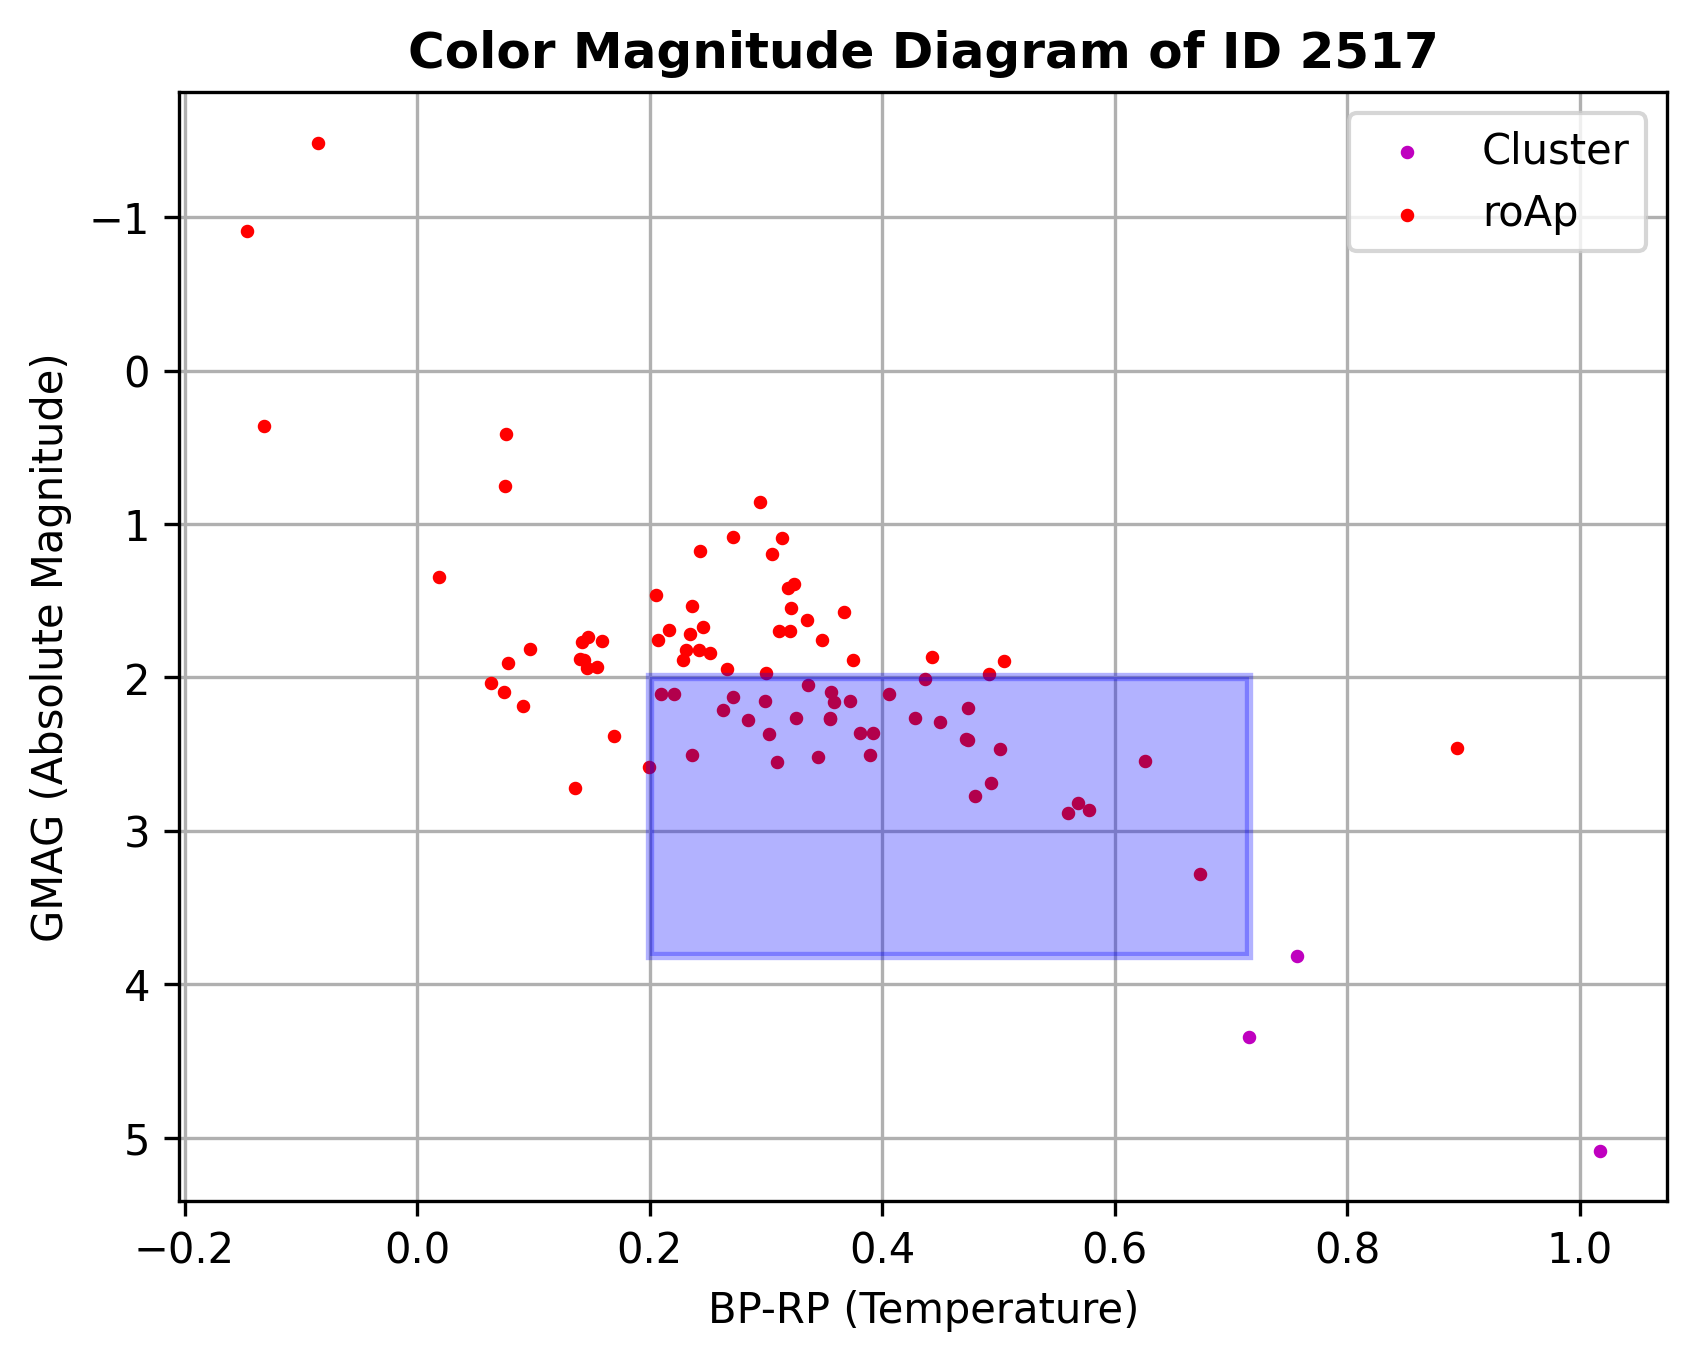 Color Magnitude Diagram of ID 2517
Cluster
roAp
GMAG (Absolute Magnitude)
−1
0
1
2
3
4
5
−0.2 0.0 0.2 0.4 0.6 0.8 1.0
BP-RP (Temperature)